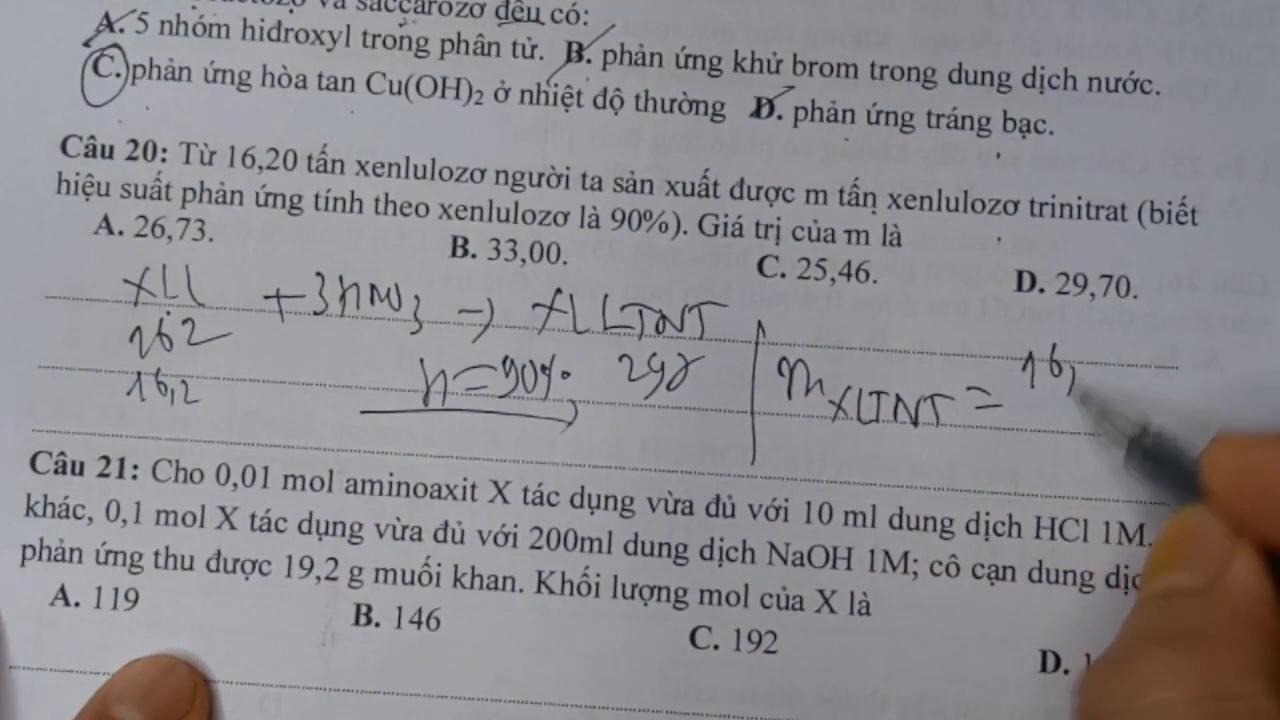 và saccarozơ đều có:
A. 5 nhóm hiđroxyl trong phân tử. B. phản ứng khử brom trong dung dịch nước.
C. phản ứng hòa tan Cu(OH)₂ ở nhiệt độ thường D. phản ứng tráng bạc.
Câu 20: Từ 16,20 tấn xenlulozơ người ta sản xuất được m tấn xenlulozơ trinitrat (biết
hiệu suất phản ứng tính theo xenlulozơ là 90%). Giá trị của m là
A. 26,73. B. 33,00. C. 25,46. D. 29,70.
XLL + 3HNO₃ → XLLTNT
162 h=90% 298 m XLTNT = 16,
16,2
Câu 21: Cho 0,01 mol aminoaxit X tác dụng vừa đủ với 10 ml dung dịch HCl 1M.
khác, 0,1 mol X tác dụng vừa đủ với 200ml dung dịch NaOH 1M; cô cạn dung
phản ứng thu được 19,2 g muối khan. Khối lượng mol của X là
A. 119 B. 146 C. 192 D.